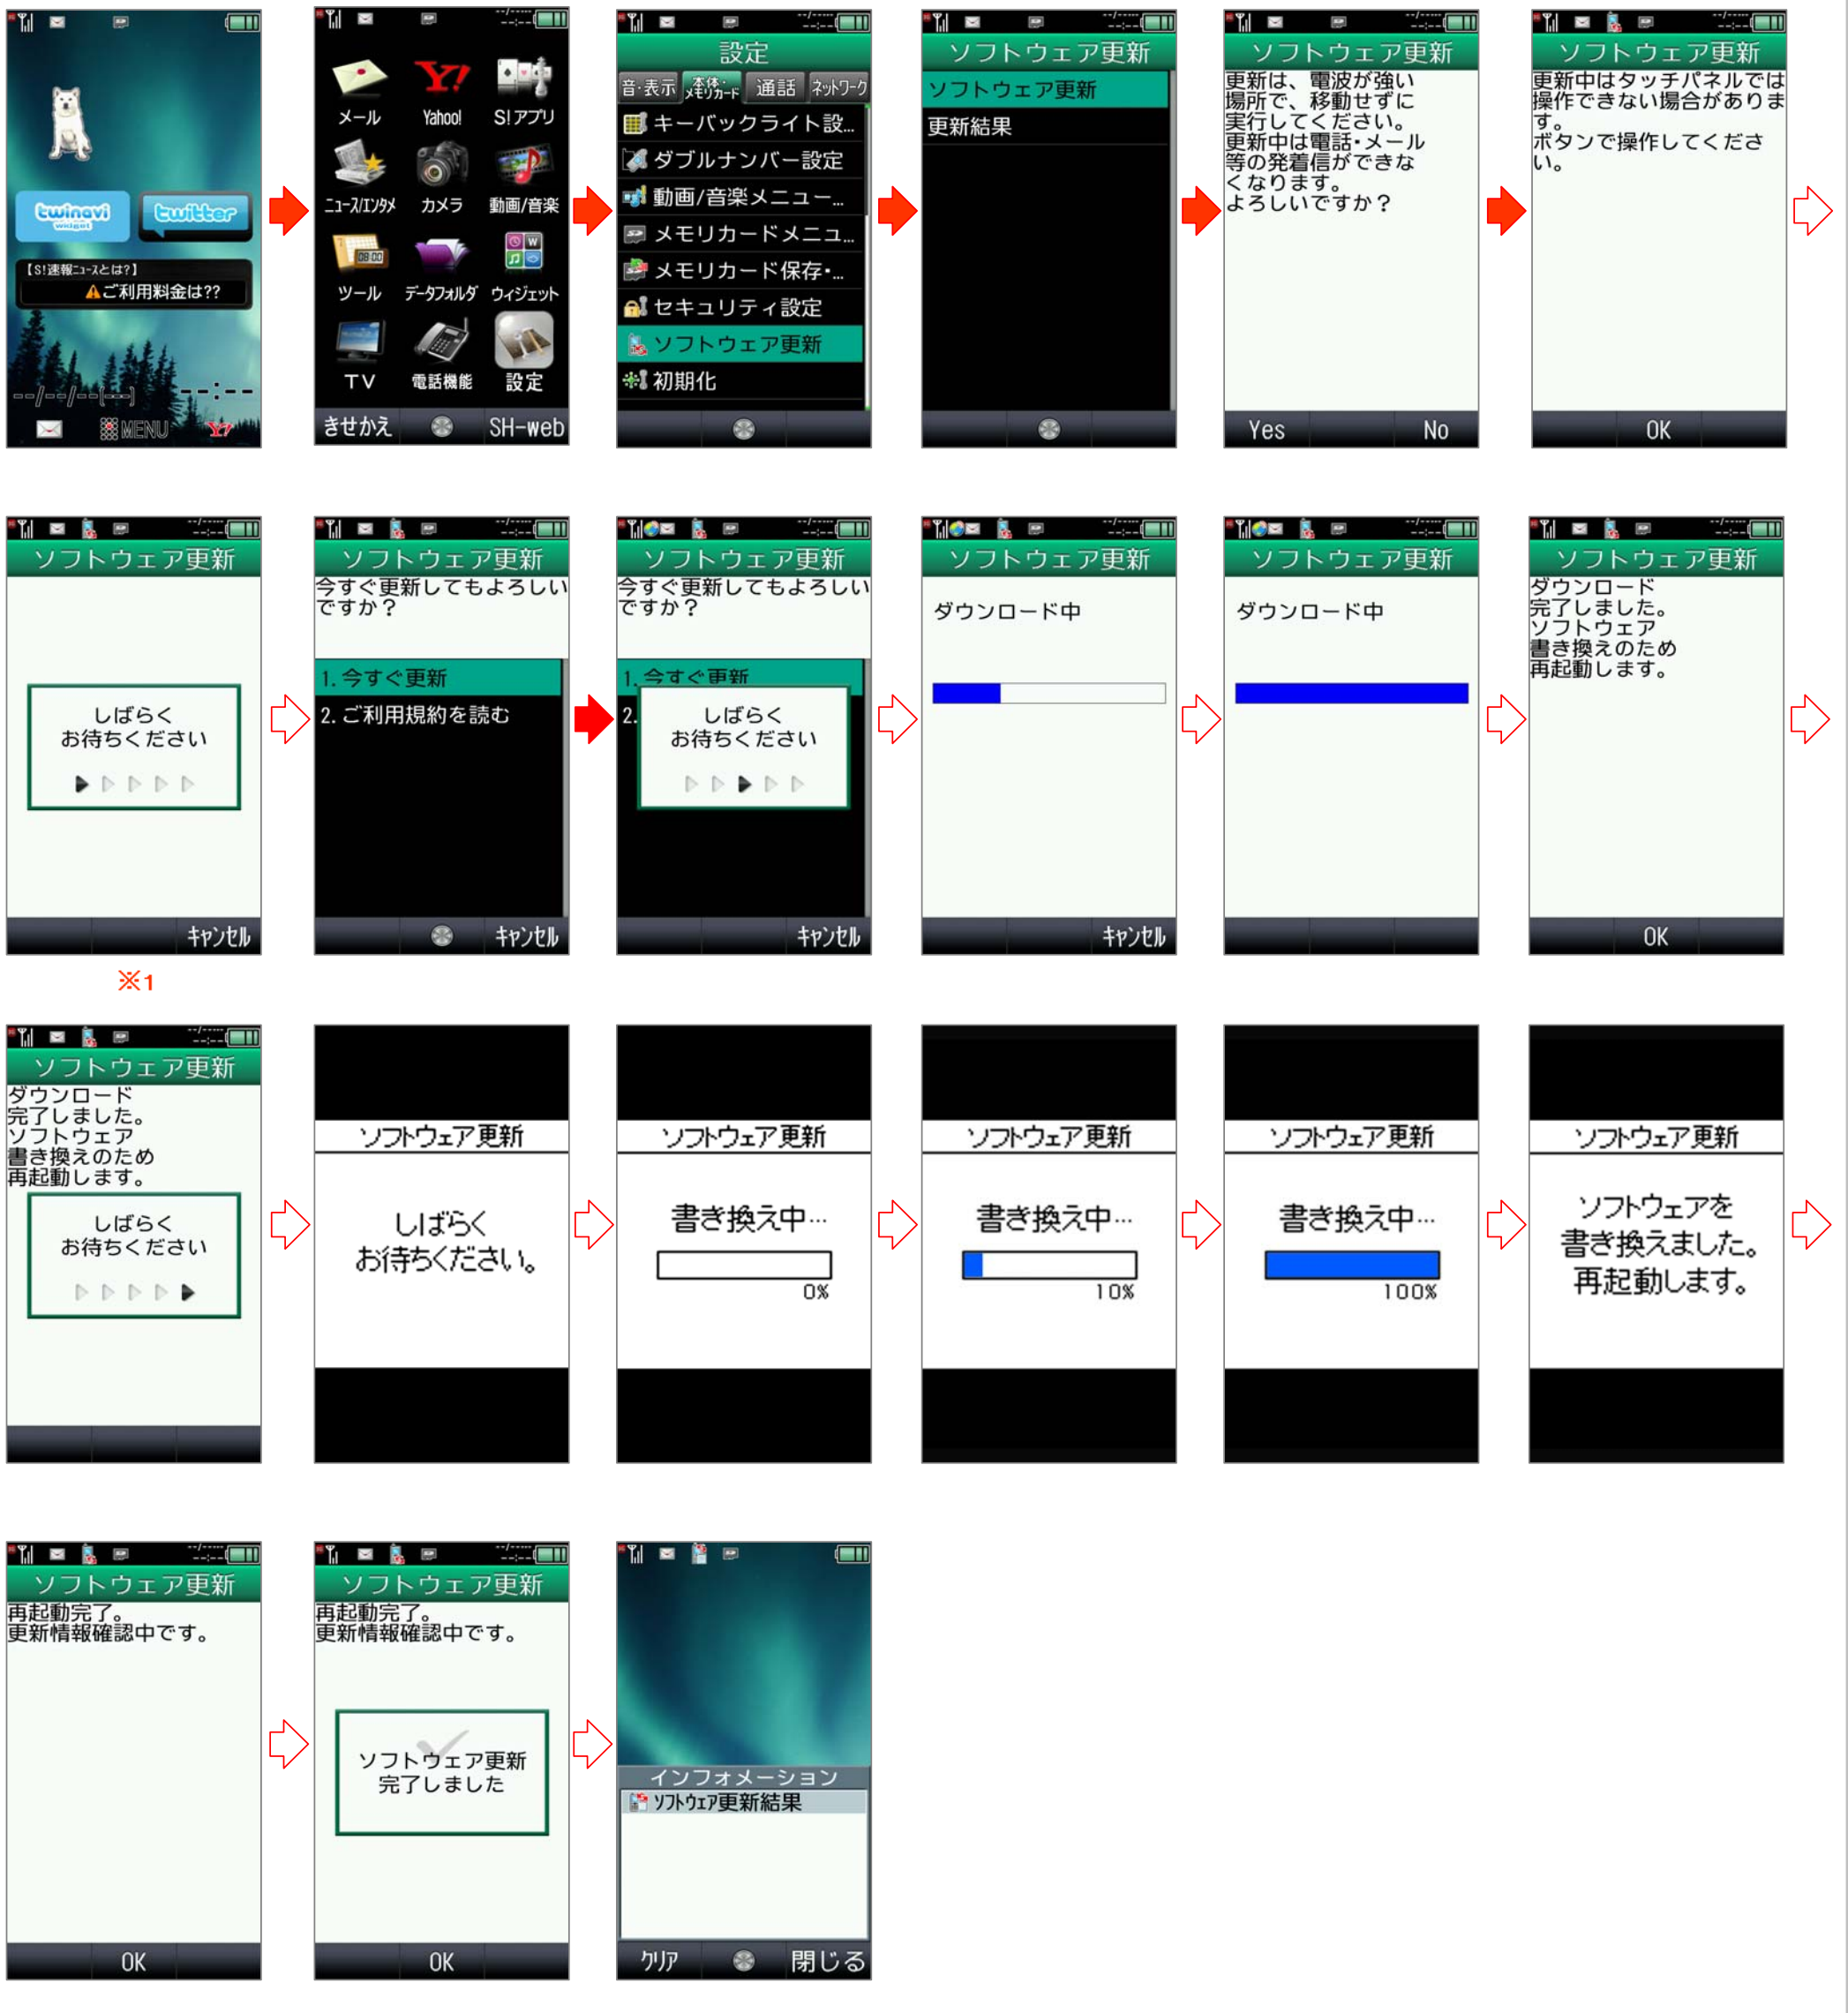 twinavi
widget
twitter
【S!速報ニュースとは?】
ご利用料金は??
--/--/--(--) --:--
MENU
Y!
--/-----
--:--
Y!
メール Yahoo! S!アプリ
ニュース/エンタメ カメラ 動画/音楽
08:00
W
ツール データフォルダ ウィジェット
TV 電話機能 設定
きせかえ SH-web
--/-----
--:--
設定
音・表示 本体・メモリカード 通話 ネットワーク
キーバックライト設...
ダブルナンバー設定
動画/音楽メニュー...
メモリカードメニュ...
メモリカード保存・...
セキュリティ設定
ソフトウェア更新
初期化
--/-----
--:--
ソフトウェア更新
ソフトウェア更新
更新結果
--/-----
--:--
ソフトウェア更新
更新は、電波が強い
場所で、移動せずに
実行してください。
更新中は電話・メール
等の発着信ができな
くなります。
よろしいですか?
Yes No
--/-----
--:--
ソフトウェア更新
更新中はタッチパネルでは
操作できない場合がありま
す。
ボタンで操作してくださ
い。
OK
--/-----
--:--
ソフトウェア更新
しばらく
お待ちください
キャンセル
※1
--/-----
--:--
ソフトウェア更新
今すぐ更新してもよろしい
ですか?
1.今すぐ更新
2.ご利用規約を読む
キャンセル
--/-----
--:--
ソフトウェア更新
今すぐ更新してもよろしい
ですか?
1.今すぐ更新
2.
しばらく
お待ちください
キャンセル
--/-----
--:--
ソフトウェア更新
ダウンロード中
キャンセル
--/-----
--:--
ソフトウェア更新
ダウンロード中
--/-----
--:--
ソフトウェア更新
ダウンロード
完了しました。
ソフトウェア
書き換えのため
再起動します。
OK
--/-----
--:--
ソフトウェア更新
ダウンロード
完了しました。
ソフトウェア
書き換えのため
再起動します。
しばらく
お待ちください
ソフトウェア更新
しばらく
お待ちください。
ソフトウェア更新
書き換え中…
0%
ソフトウェア更新
書き換え中…
10%
ソフトウェア更新
書き換え中…
100%
ソフトウェア更新
ソフトウェアを
書き換えました。
再起動します。
--/-----
--:--
ソフトウェア更新
再起動完了。
更新情報確認中です。
OK
--/-----
--:--
ソフトウェア更新
再起動完了。
更新情報確認中です。
ソフトウェア更新
完了しました
OK
インフォメーション
ソフトウェア更新結果
クリア 閉じる